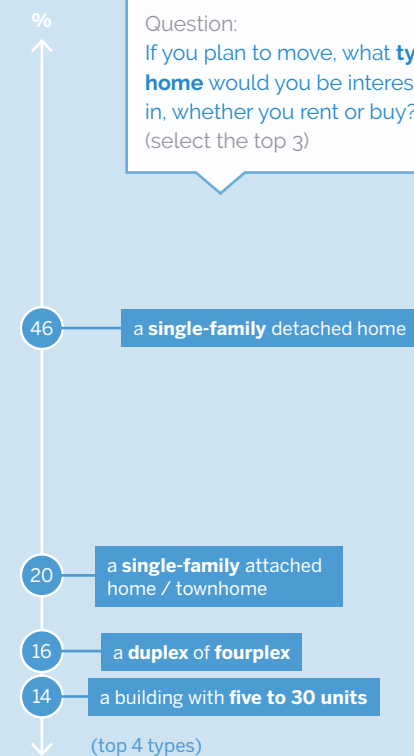 %
Question:
If you plan to move, what
home would you be
in, whether you rent or buy?
(select the top 3)
46
a single-family detached home
20
a single-family attached
home / townhome
16
a duplex of fourplex
14
a building with five to 30 units
(top 4 types)